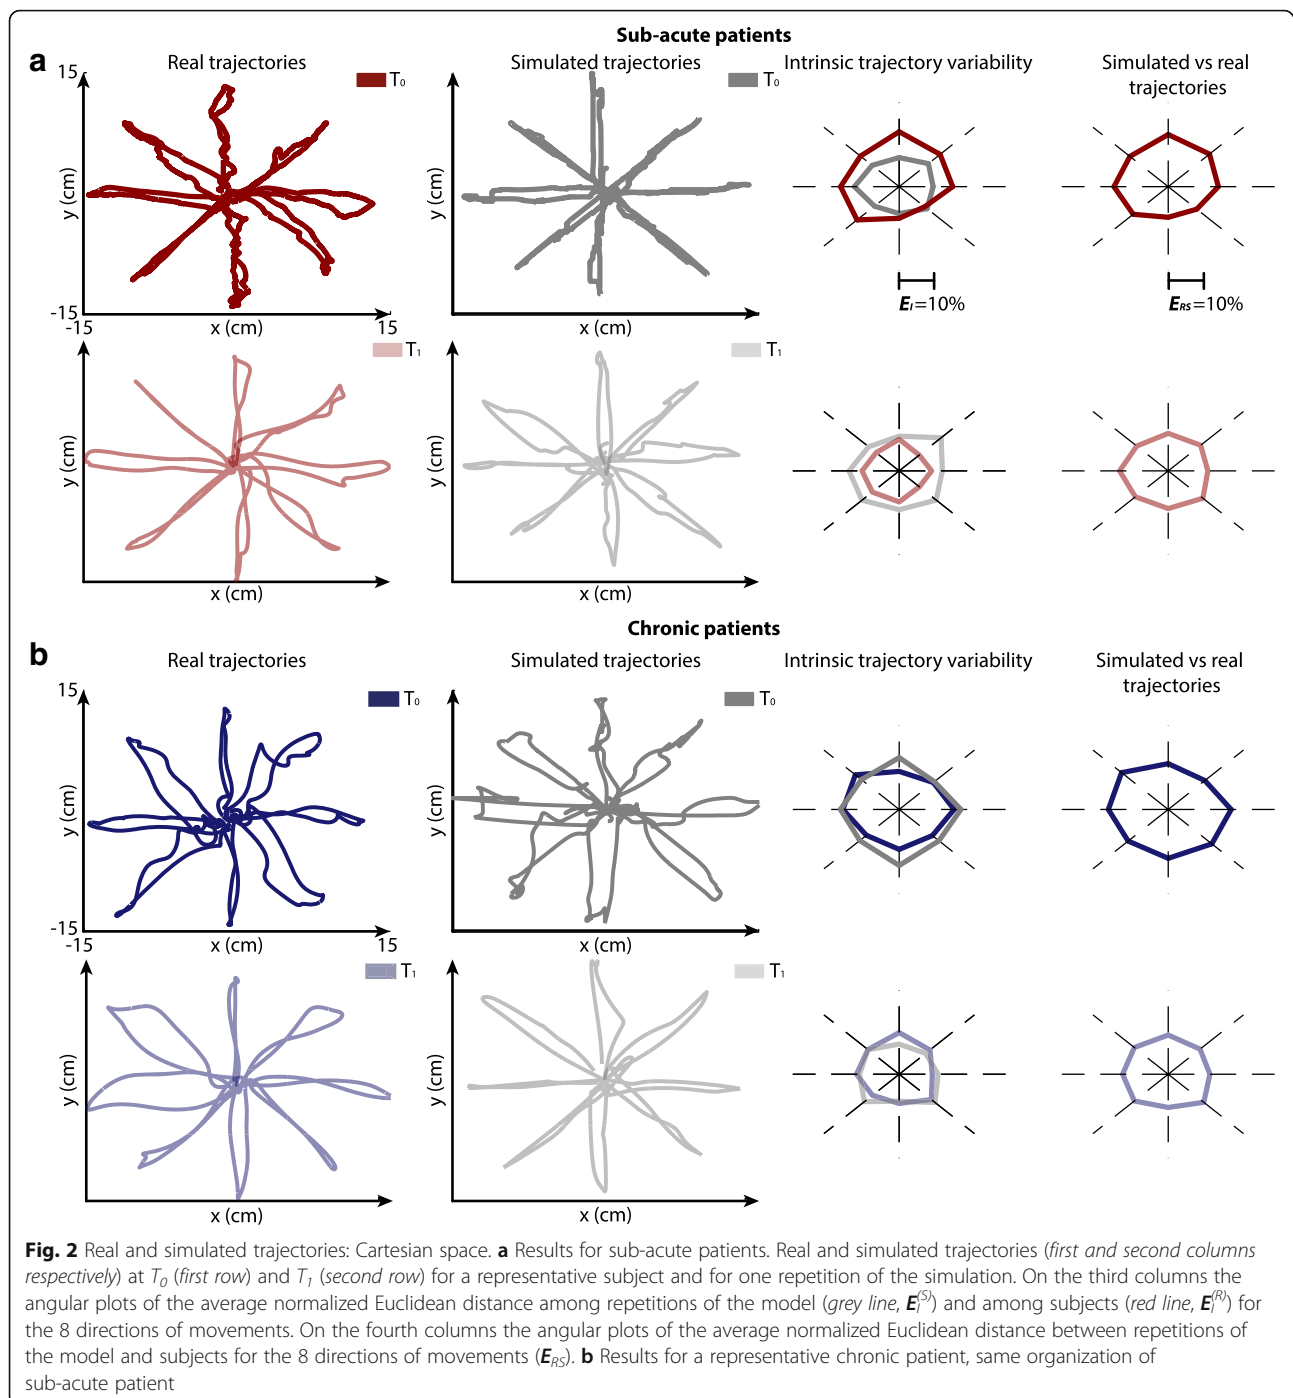 Sub-acute patients
a
Real trajectories
Simulated trajectories
Intrinsic trajectory variability
Simulated vs real
trajectories
15
T0
T0
y (cm)
y (cm)
EI=10%
ERS=10%
-15
-15
x (cm)
15
x (cm)
T1
T1
y (cm)
y (cm)
x (cm)
x (cm)
Chronic patients
b
Real trajectories
Simulated trajectories
Intrinsic trajectory variability
Simulated vs real
trajectories
15
T0
T0
y (cm)
y (cm)
-15
-15
x (cm)
15
x (cm)
T1
T1
y (cm)
y (cm)
x (cm)
x (cm)
Fig. 2 Real and simulated trajectories: Cartesian space. a Results for sub-acute patients. Real and simulated trajectories (first and second columns
respectively) at T0 (first row) and T1 (second row) for a representative subject and for one repetition of the simulation. On the third columns the
angular plots of the average normalized Euclidean distance among repetitions of the model (grey line, EI(S)) and among subjects (red line, EI(R)) for
the 8 directions of movements. On the fourth columns the angular plots of the average normalized Euclidean distance between repetitions of
the model and subjects for the 8 directions of movements (ERS). b Results for a representative chronic patient, same organization of
sub-acute patient